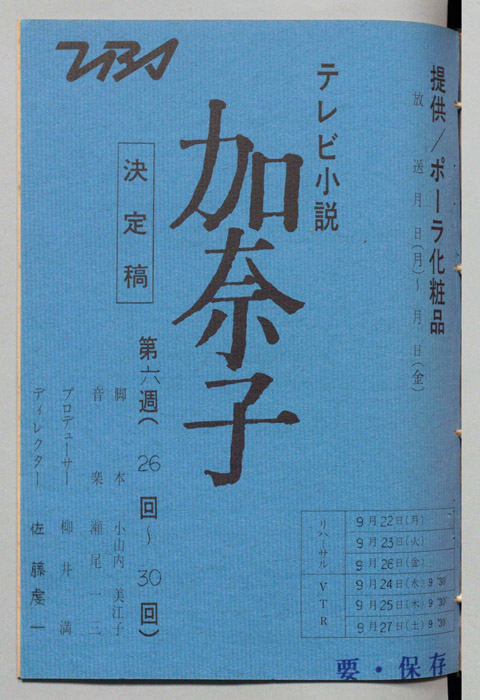 提供/ポーラ化粧品
放送月日(月)~月日(金)
テレビ小説
加奈子
TBS
決定稿
第六週(26回~30回)
脚本 小山内美江子
音楽 瀬尾一三
プロデューサー 柳井満
ディレクター 佐藤虔一
リハーサル
9月22日(月)
9月23日(火)
9月26日(金)
VTR
9月24日(水) 9°30'
9月25日(木) 9°30'
9月27日(土) 9°30'
要・保存